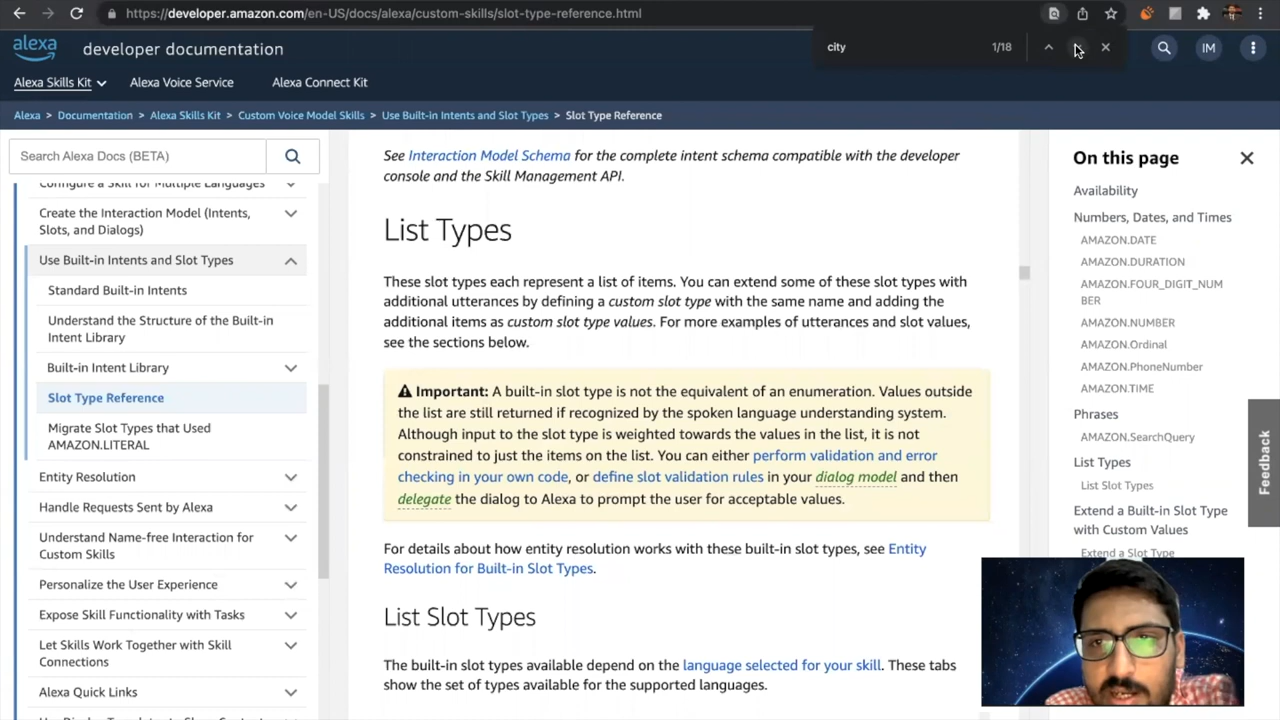 https://developer.amazon.com/en-US/docs/alexa/custom-skills/slot-type-reference.html
city
1/18
alexa
developer documentation
IM
Alexa Skills Kit
Alexa Voice Service
Alexa Connect Kit
Alexa > Documentation > Alexa Skills Kit > Custom Voice Model Skills > Use Built-in Intents and Slot Types > Slot Type Reference
Search Alexa Docs (BETA)
Configure a Skill for Multiple Languages
Create the Interaction Model (Intents,
Slots, and Dialogs)
Use Built-in Intents and Slot Types
Standard Built-in Intents
Understand the Structure of the Built-in
Intent Library
Built-in Intent Library
Slot Type Reference
Migrate Slot Types that Used
AMAZON.LITERAL
Entity Resolution
Handle Requests Sent by Alexa
Understand Name-free Interaction for
Custom Skills
Personalize the User Experience
Expose Skill Functionality with Tasks
Let Skills Work Together with Skill
Connections
Alexa Quick Links
See Interaction Model Schema for the complete intent schema compatible with the developer
console and the Skill Management API.
List Types
These slot types each represent a list of items. You can extend some of these slot types with
additional utterances by defining a custom slot type with the same name and adding the
additional items as custom slot type values. For more examples of utterances and slot values,
see the sections below.
Important: A built-in slot type is not the equivalent of an enumeration. Values outside
the list are still returned if recognized by the spoken language understanding system.
Although input to the slot type is weighted towards the values in the list, it is not
constrained to just the items on the list. You can either perform validation and error
checking in your own code, or define slot validation rules in your dialog model and then
delegate the dialog to Alexa to prompt the user for acceptable values.
For details about how entity resolution works with these built-in slot types, see Entity
Resolution for Built-in Slot Types.
List Slot Types
The built-in slot types available depend on the language selected for your skill. These tabs
show the set of types available for the supported languages.
On this page
Availability
Numbers, Dates, and Times
AMAZON.DATE
AMAZON.DURATION
AMAZON.FOUR_DIGIT_NUM
BER
AMAZON.NUMBER
AMAZON.Ordinal
AMAZON.PhoneNumber
AMAZON.TIME
Phrases
AMAZON.SearchQuery
List Types
List Slot Types
Extend a Built-in Slot Type
with Custom Values
Extend a Slot Type
Feedback